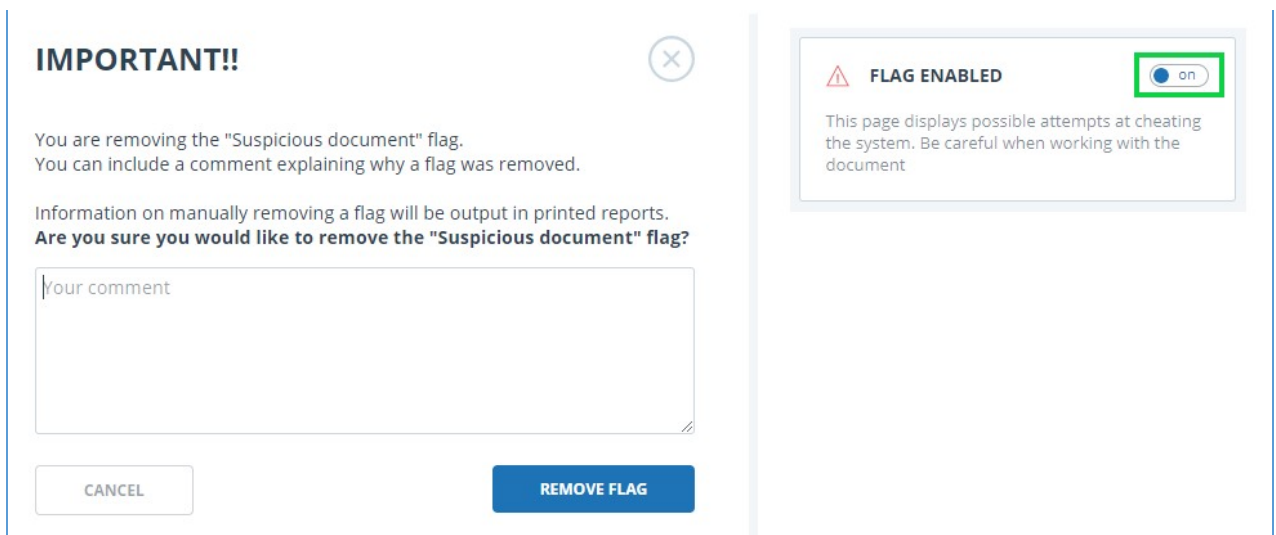 IMPORTANT!!
You are removing the "Suspicious document" flag.
You can include a comment explaining why a flag was removed.
Information on manually removing a flag will be output in printed reports.
Are you sure you would like to remove the "Suspicious document" flag?
Your comment
CANCEL
REMOVE FLAG
FLAG ENABLED
on
This page displays possible attempts at cheating
the system. Be careful when working with the
document